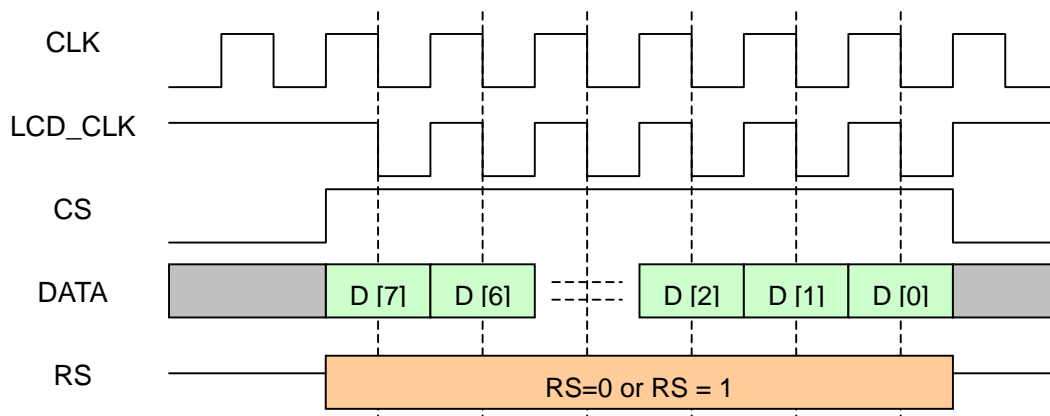 CLK
LCD_CLK
CS
DATA
D [7] D [6] D [2] D [1] D [0]
RS
RS=0 or RS = 1